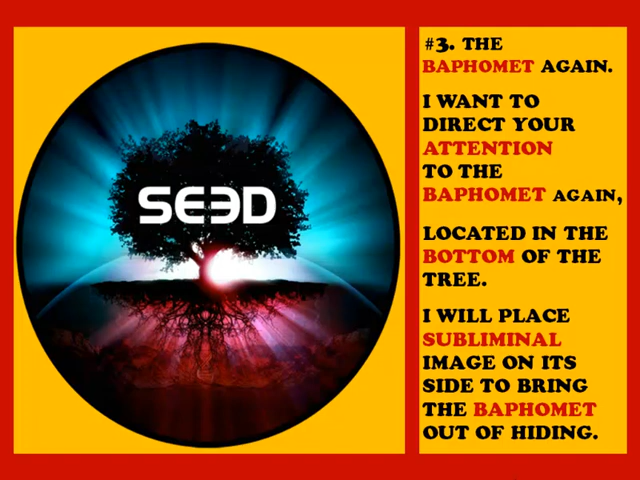 SEED
#3. THE
BAPHOMET AGAIN.
I WANT TO
DIRECT YOUR
ATTENTION
TO THE
BAPHOMET AGAIN,
LOCATED IN THE
BOTTOM OF THE
TREE.
I WILL PLACE
SUBLIMINAL
IMAGE ON ITS
SIDE TO BRING
THE BAPHOMET
OUT OF HIDING.